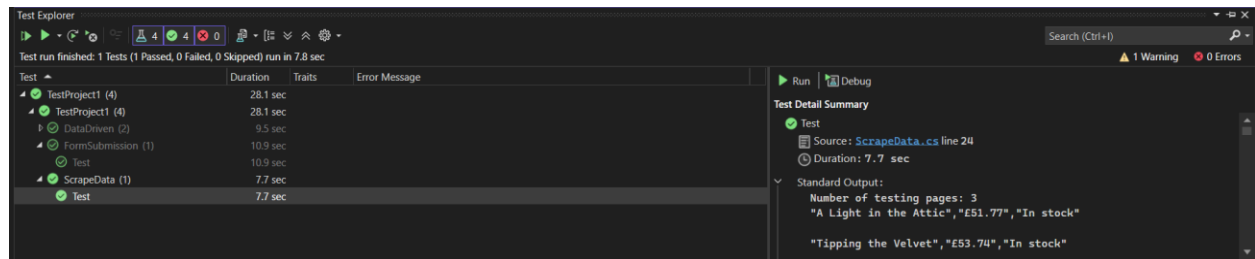 Test Explorer
4 4 0
Search (Ctrl+I)
Test run finished: 1 Tests (1 Passed, 0 Failed, 0 Skipped) run in 7.8 sec
1 Warning 0 Errors
Test Duration Traits Error Message
TestProject1 (4) 28.1 sec
TestProject1 (4) 28.1 sec
DataDriven (2) 9.5 sec
FormSubmission (1) 10.9 sec
Test 10.9 sec
ScrapeData (1) 7.7 sec
Test 7.7 sec
Run Debug
Test Detail Summary
Test
Source: ScrapeData.cs line 24
Duration: 7.7 sec
Standard Output:
Number of testing pages: 3
"A Light in the Attic","£51.77","In stock"
"Tipping the Velvet","£53.74","In stock"